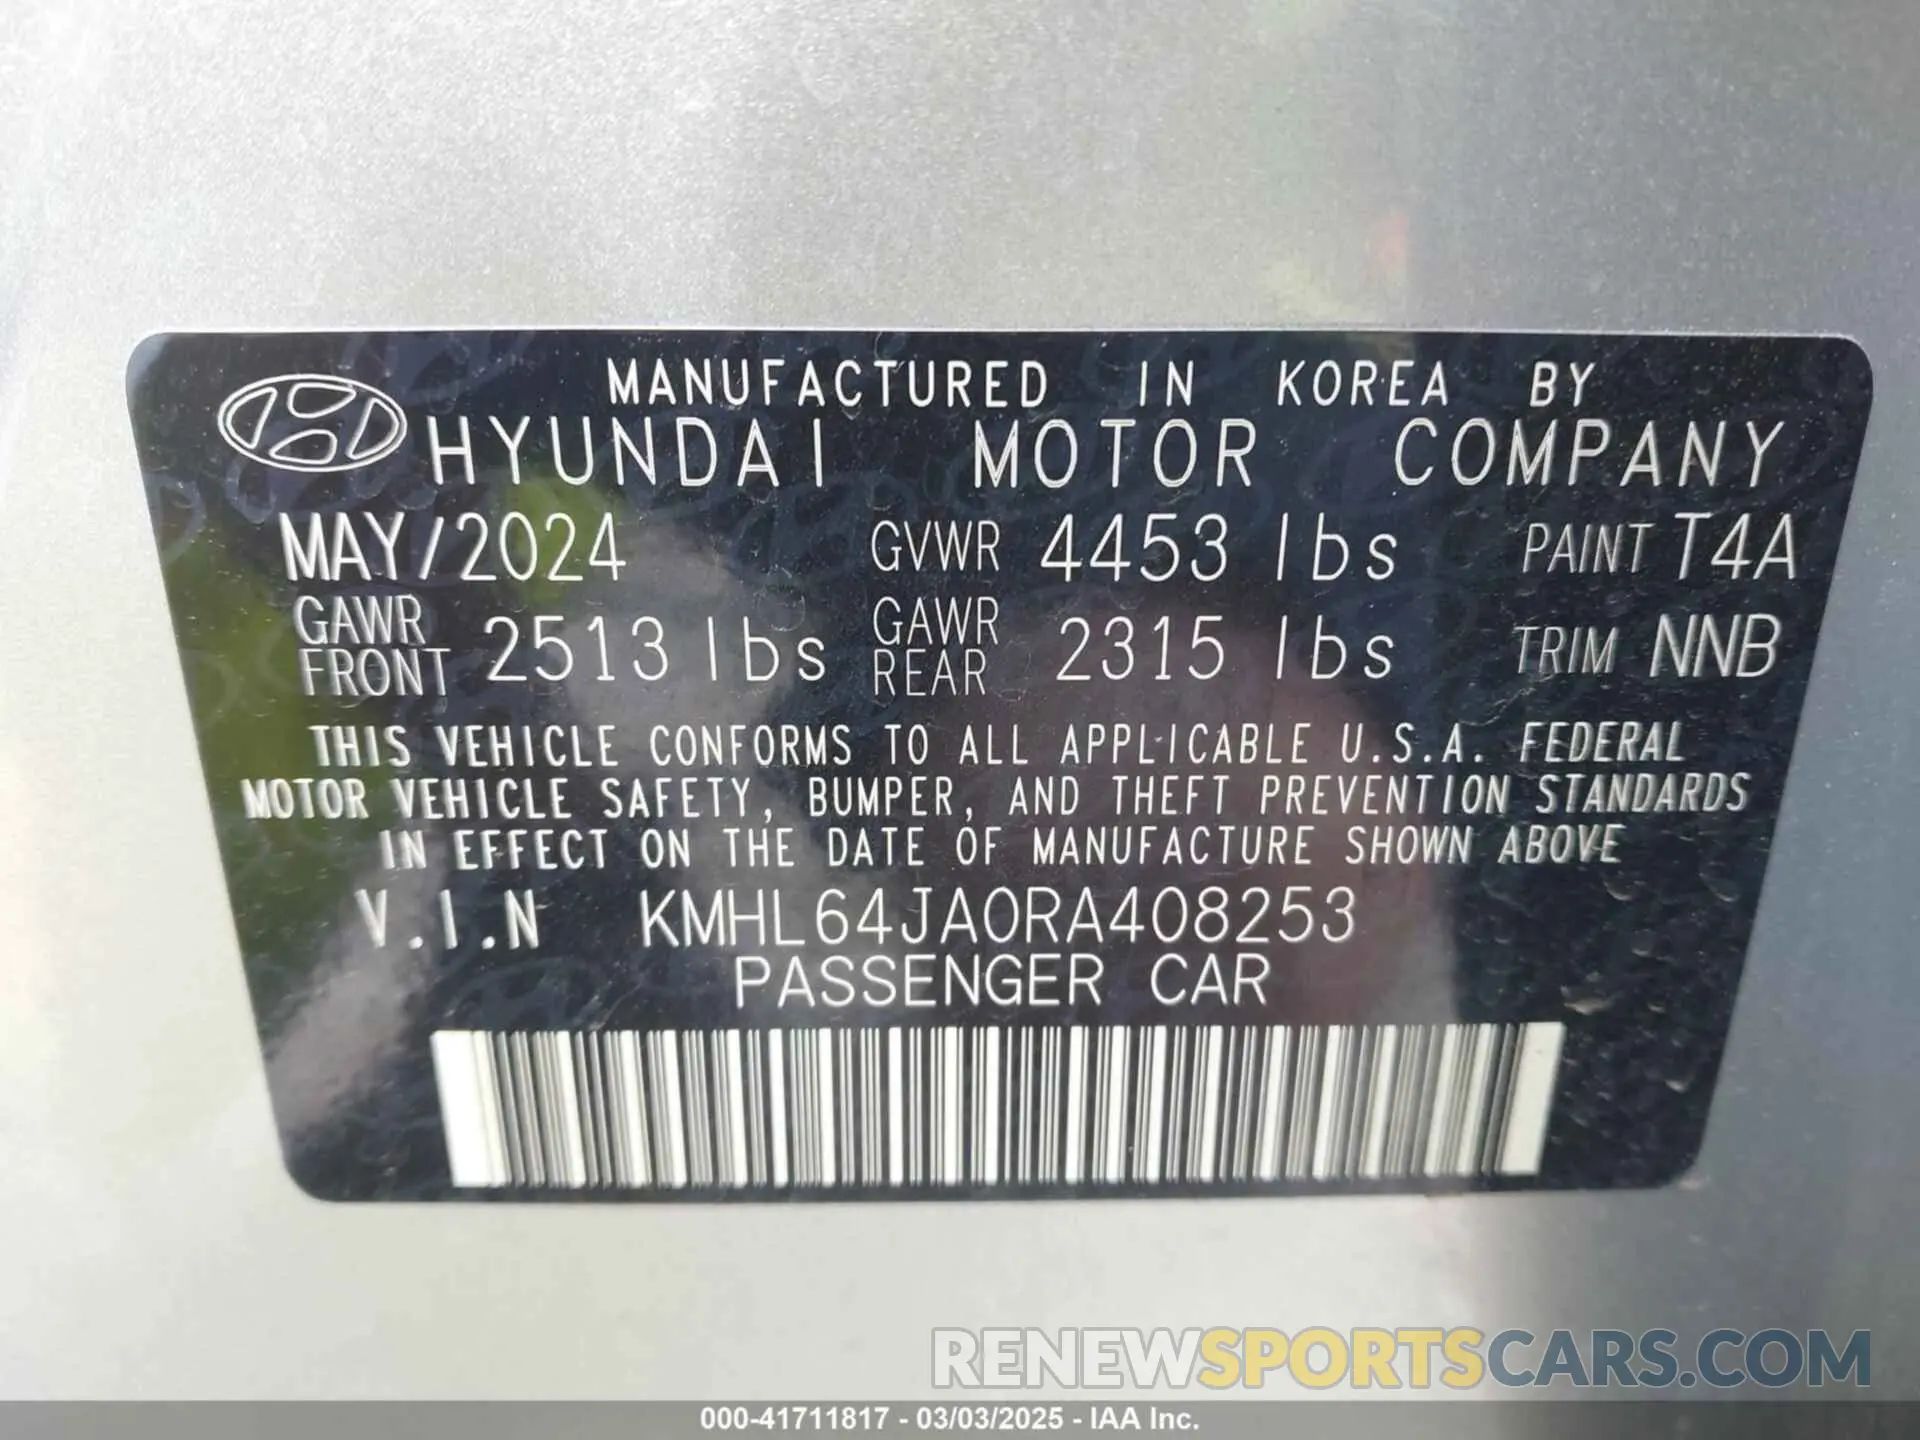 MANUFACTURED IN KOREA BY
HYUNDAI MOTOR COMPANY
MAY/2024 GVWR 4453 lbs PAINT T4A
GAWR FRONT 2513 lbs GAWR REAR 2315 lbs TRIM NNB
THIS VEHICLE CONFORMS TO ALL APPLICABLE U.S.A. FEDERAL
MOTOR VEHICLE SAFETY, BUMPER, AND THEFT PREVENTION STANDARDS
IN EFFECT ON THE DATE OF MANUFACTURE SHOWN ABOVE
V.I.N KMHL64JA0RA408253
PASSENGER CAR
RENEWSPORTSCARS.COM
000-41711817 - 03/03/2025 - IAA Inc.